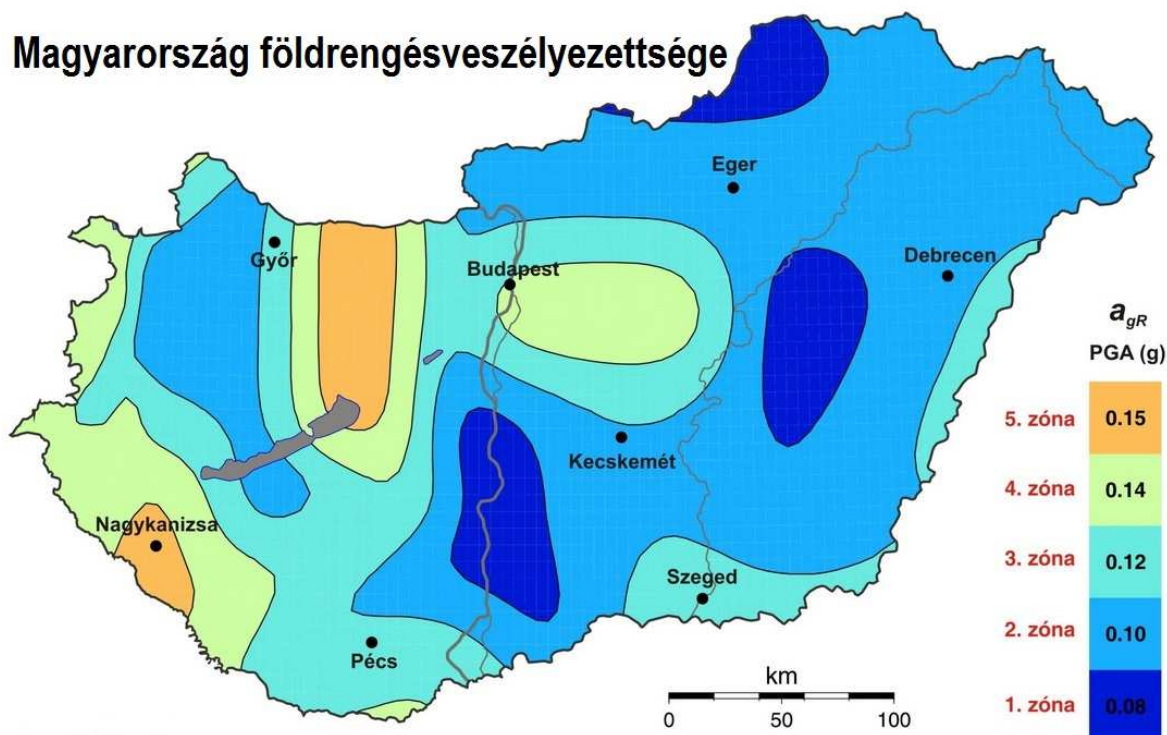 Magyarország földrengésveszélyezettsége
Eger
Győr
Budapest
Debrecen
Kecskemét
Nagykanizsa
Szeged
Pécs
a_gR
PGA (g)
5. zóna 0.15
4. zóna 0.14
3. zóna 0.12
2. zóna 0.10
1. zóna 0.08
km
0 50 100